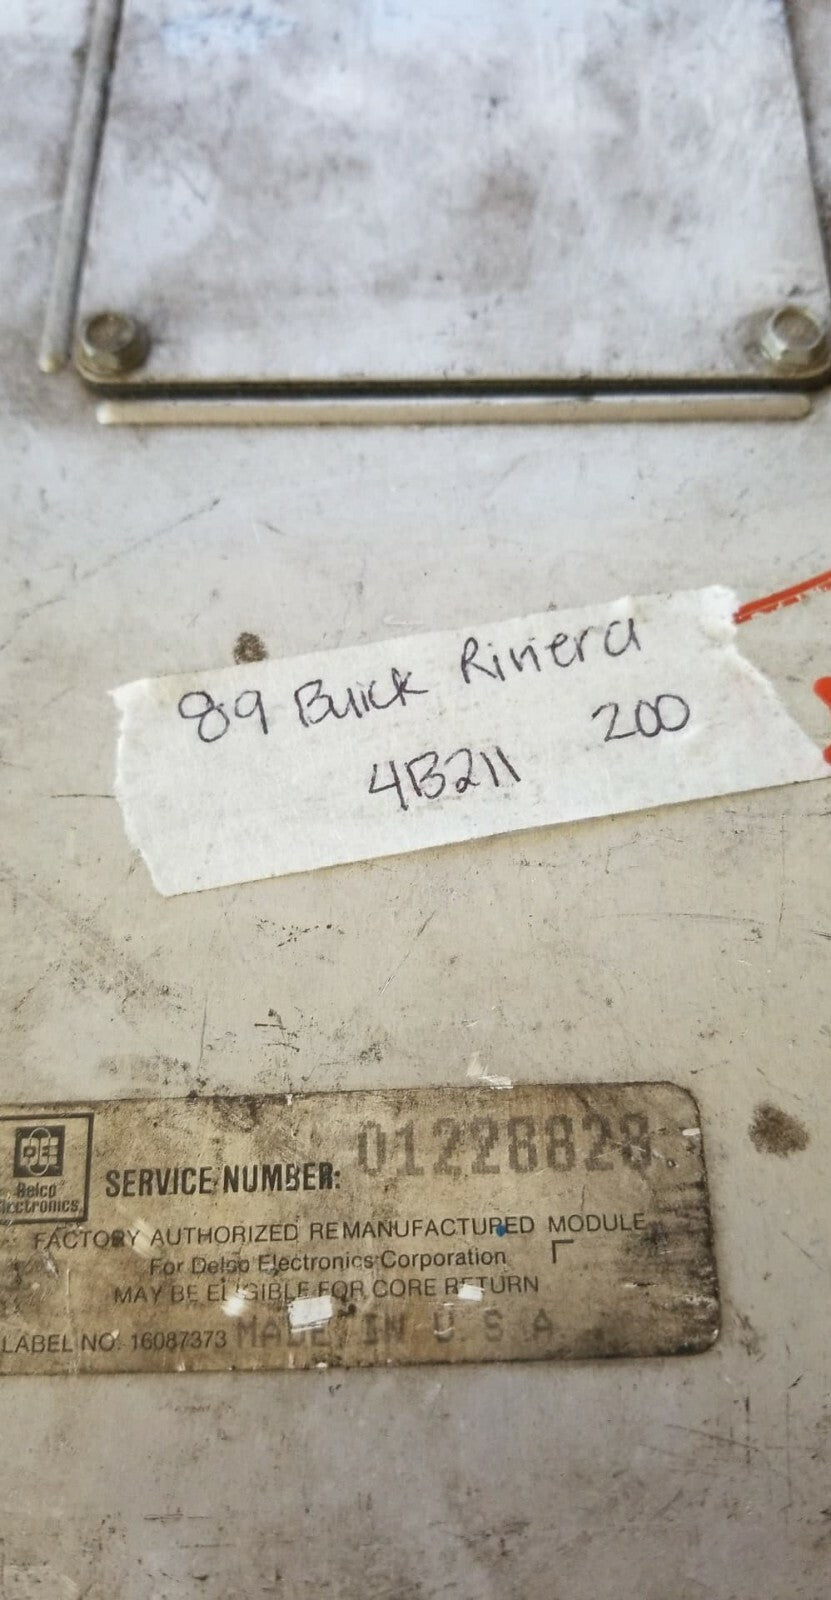 89 Buick Riviera
4B211 200
DE
Delco
Electronics
SERVICE NUMBER: 01228828
FACTORY AUTHORIZED REMANUFACTURED MODULE
For Delco Electronics Corporation
MAY BE ELIGIBLE FOR CORE RETURN
LABEL NO. 16087373 MADE IN U.S.A